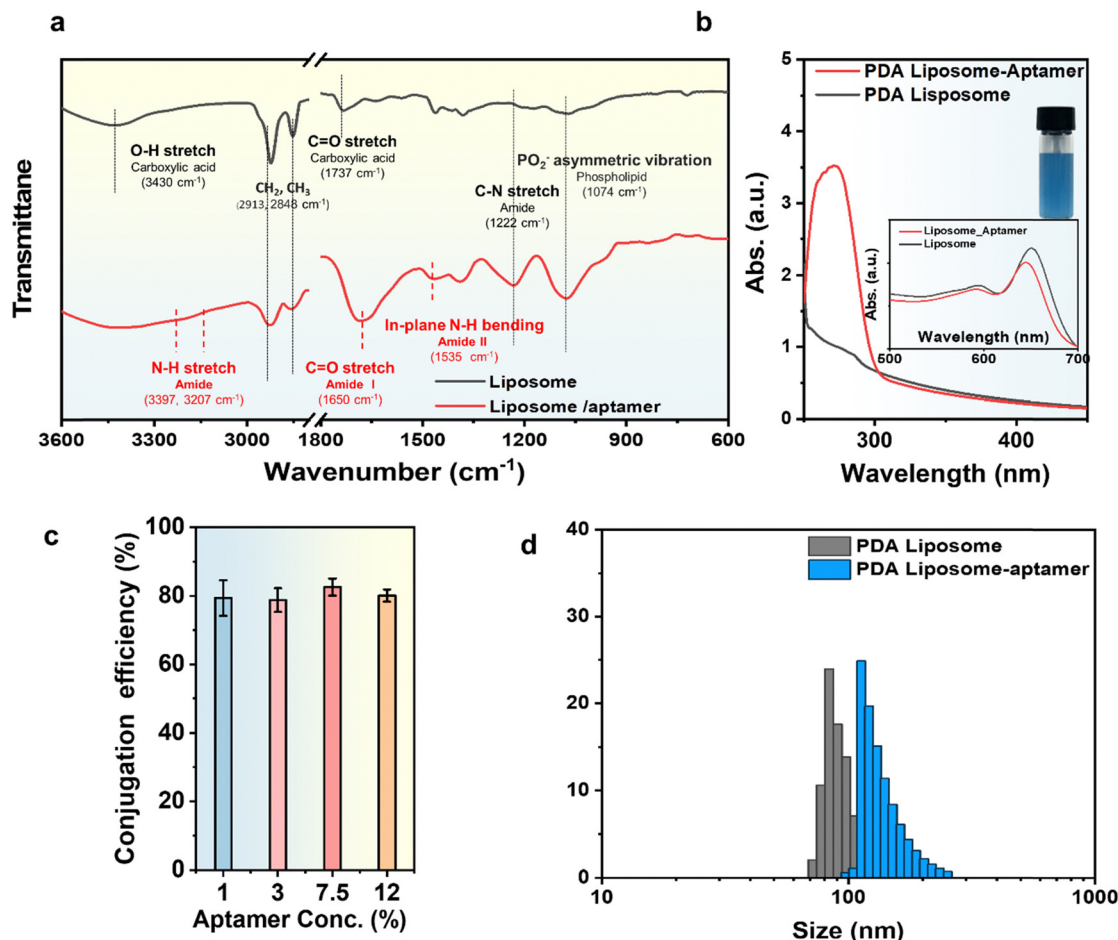 a
Transmittane
O-H stretch
Carboxylic acid
(3430 cm-1)
CH2, CH3
(2913, 2848 cm-1)
C=O stretch
Carboxylic acid
(1737 cm-1)
PO2- asymmetric vibration
Phospholipid
(1074 cm-1)
C-N stretch
Amide
(1222 cm-1)
N-H stretch
Amide
(3397, 3207 cm-1)
C=O stretch
Amide I
(1650 cm-1)
In-plane N-H bending
Amide II
(1535 cm-1)
Liposome
Liposome /aptamer
3600 3300 3000 1800 1500 1200 900 600
Wavenumber (cm-1)
b
Abs. (a.u.)
5
4
3
2
1
0
PDA Liposome-Aptamer
PDA Lisposome
Liposome_Aptamer
Liposome
Abs. (a.u.)
Wavelength (nm)
500 600 700
300 400
Wavelength (nm)
c
Conjugation efficiency (%)
100
80
60
40
20
0
1 3 7.5 12
Aptamer Conc. (%)
d
40
30
20
10
0
PDA Liposome
PDA Liposome-aptamer
10 100 1000
Size (nm)